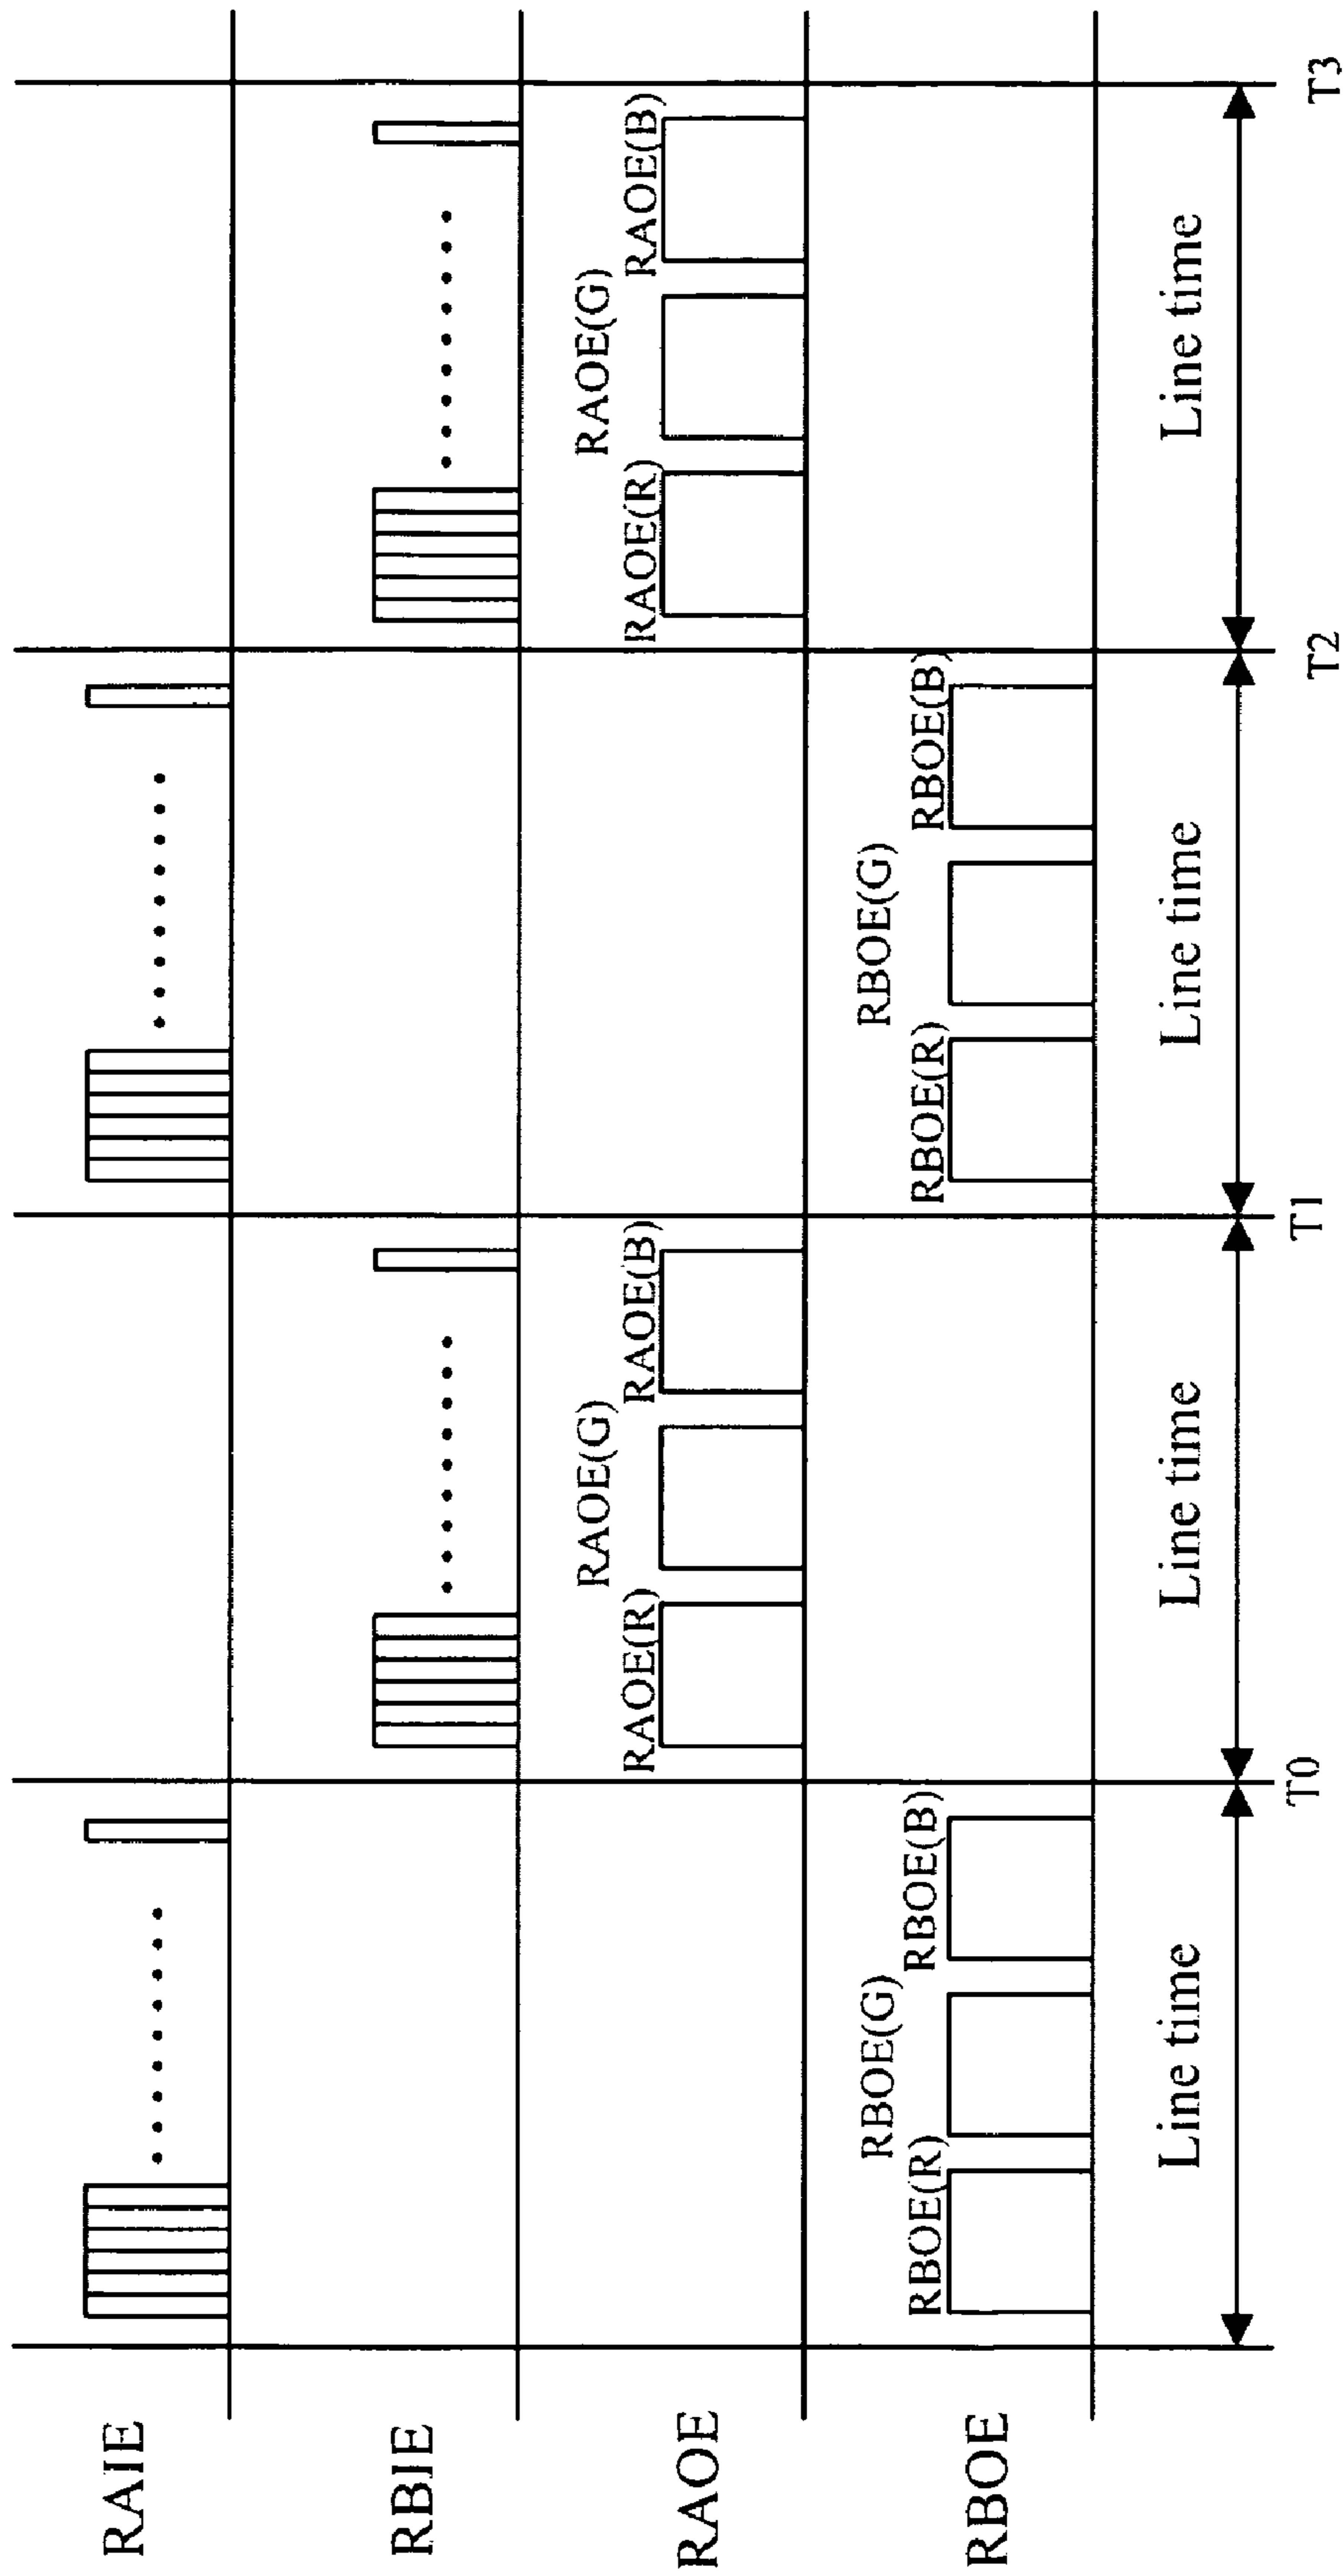 RAIE
RBIE
RAOE(G)
RAOE(G)
RAOE
RAOE(R)
RAOE(B)
RAOE(R)
RAOE(B)
RBOE(G)
RBOE(G)
RBOE
RBOE(R)
RBOE(B)
RBOE(R)
RBOE(B)
Line time
Line time
Line time
Line time
T0
T1
T2
T3